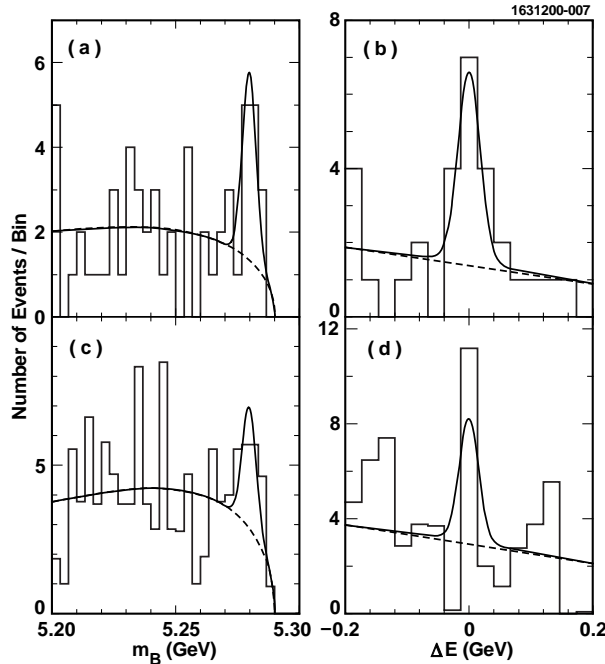 1631200-007
( a )
( b )
6
4
2
0
8
4
0
Number of Events / Bin
( c )
( d )
5
0
12
8
4
0
5.20
5.25
5.30
–0.2
0
0.2
m_B (GeV)
ΔE (GeV)